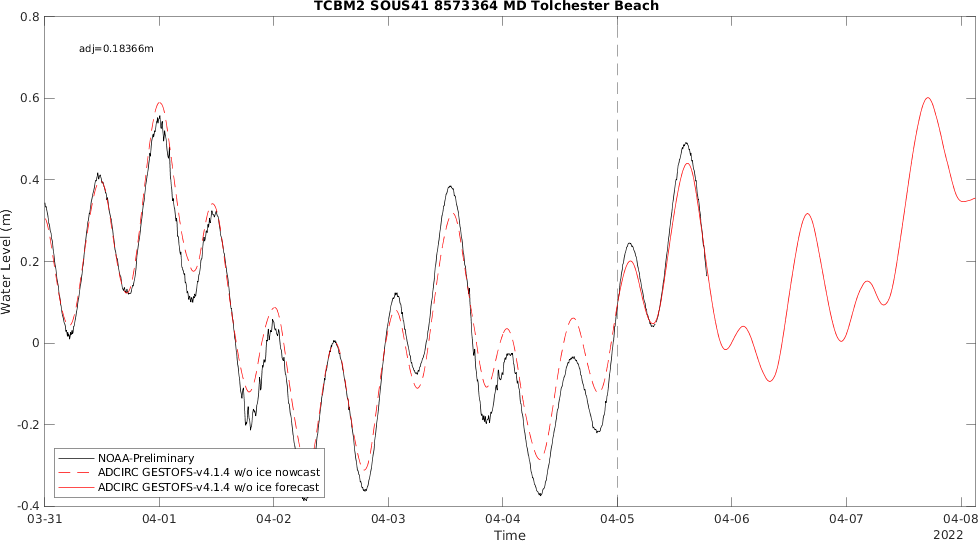 TCBM2 SOUS41 8573364 MD Tolchester Beach
adj=0.18366m
0.8
0.6
0.4
0.2
0
-0.2
-0.4
Water Level (m)
NOAA-Preliminary
ADCIRC GESTOFS-v4.1.4 w/o ice nowcast
ADCIRC GESTOFS-v4.1.4 w/o ice forecast
03-31 04-01 04-02 04-03 04-04 04-05 04-06 04-07 04-08
Time
2022